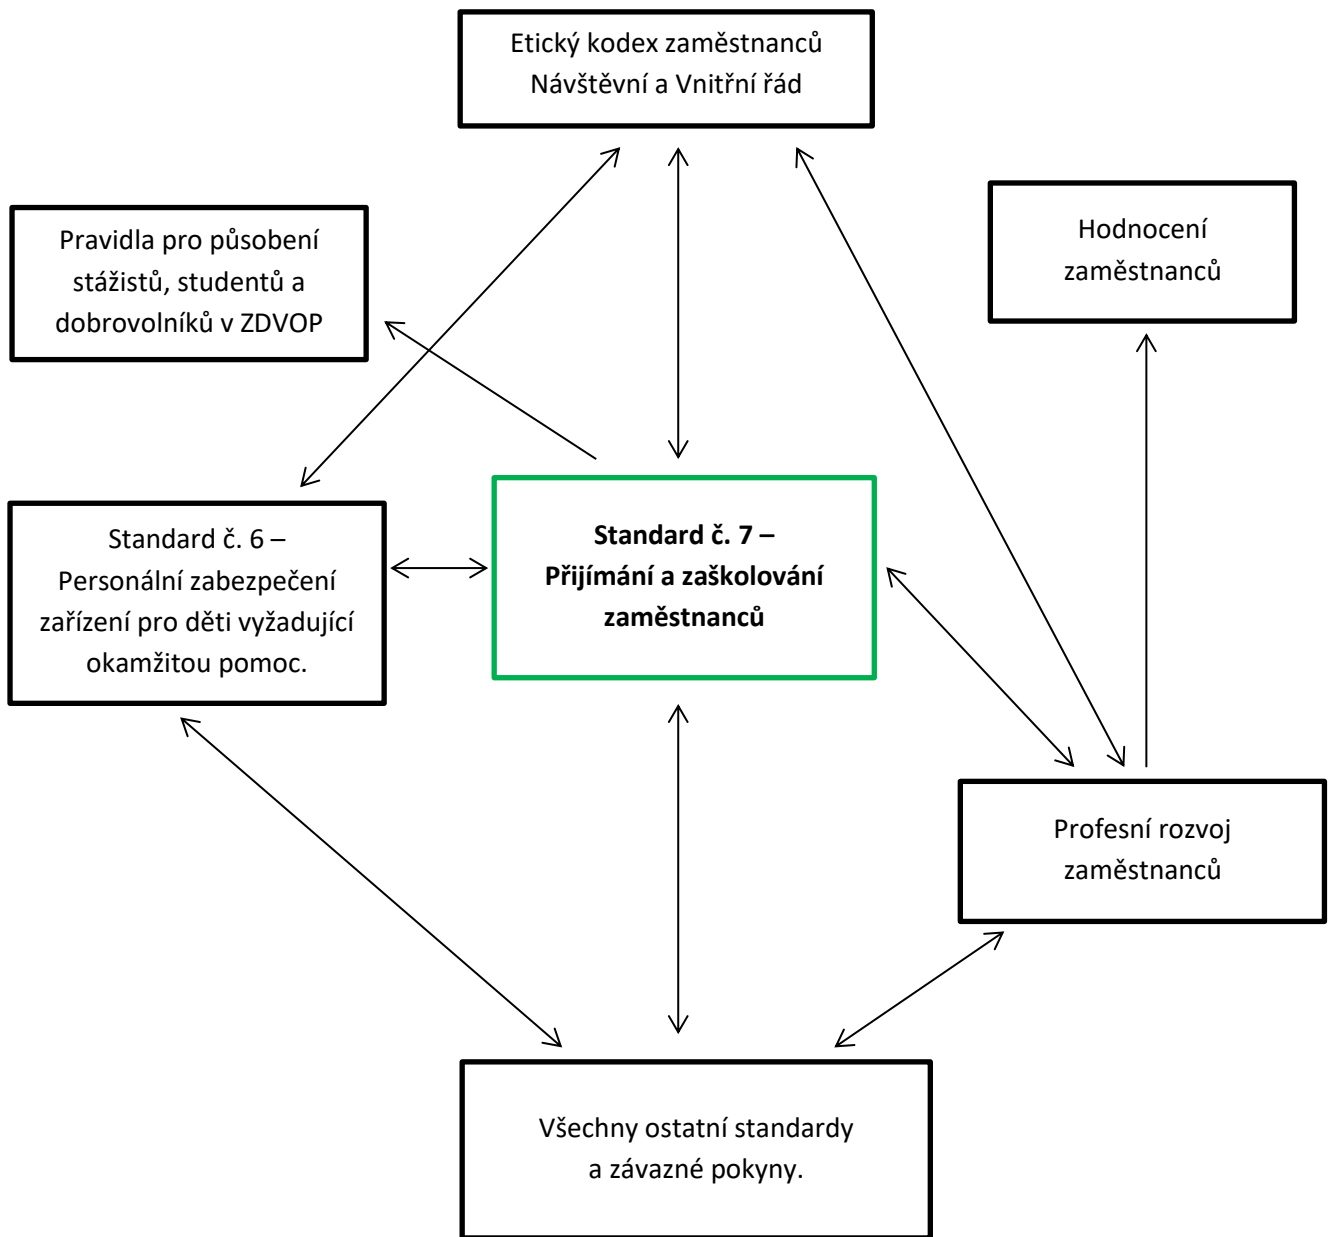 Etický kodex zaměstnanců
Návštěvní a Vnitřní řád
Pravidla pro působení
stážistů, studentů a
dobrovolníků v ZDVOP
Hodnocení
zaměstnanců
Standard č. 6 –
Personální zabezpečení
zařízení pro děti vyžadující
okamžitou pomoc.
Standard č. 7 –
Přijímání a zaškolování
zaměstnanců
Profesní rozvoj
zaměstnanců
Všechny ostatní standardy
a závazné pokyny.